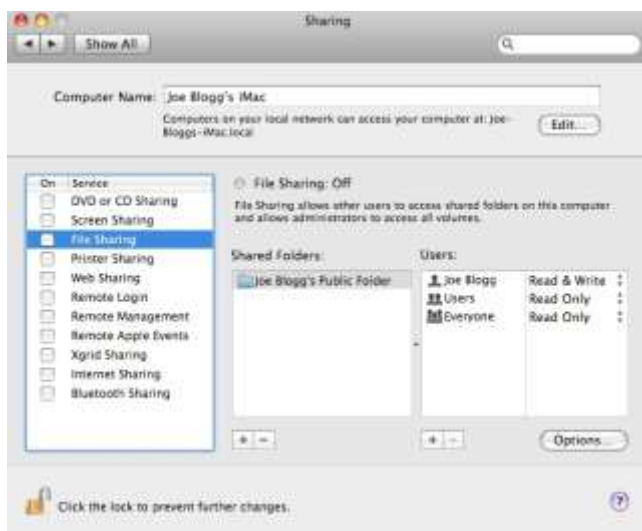 Sharing
Show All
Computer Name: Joe Blogg's iMac
Computers on your local network can access your computer at: Joe-
Bloggs-iMac.local
Edit...
On Service
DVD or CD Sharing
Screen Sharing
File Sharing
Printer Sharing
Web Sharing
Remote Login
Remote Management
Remote Apple Events
Xgrid Sharing
Internet Sharing
Bluetooth Sharing
File Sharing: Off
File Sharing allows other users to access shared folders on this computer
and allows administrators to access all volumes.
Shared Folders:
Joe Blogg's Public Folder
Users:
Joe Blogg Read & Write
Users Read Only
Everyone Read Only
+ -
+ -
Options...
Click the lock to prevent further changes.
?